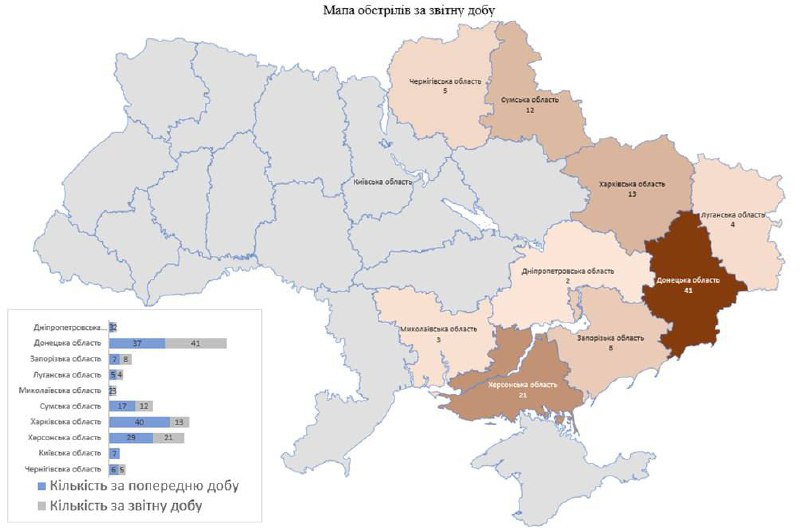 Мапа обстрілів за звітну добу
Чернігівська область
5
Сумська область
12
Київська область
Харківська область
13
Луганська область
4
Дніпропетровська область
2
Донецька область
41
Миколаївська область
3
Запорізька область
8
Херсонська область
21
Дніпропетровська...
Донецька область 37 41
Запорізька область 7 8
Луганська область 5 4
Миколаївська область
Сумська область 17 12
Харківська область 40 13
Херсонська область 29 21
Київська область 7
Чернігівська область 6 5
Кількість за попередню добу
Кількість за звітну добу